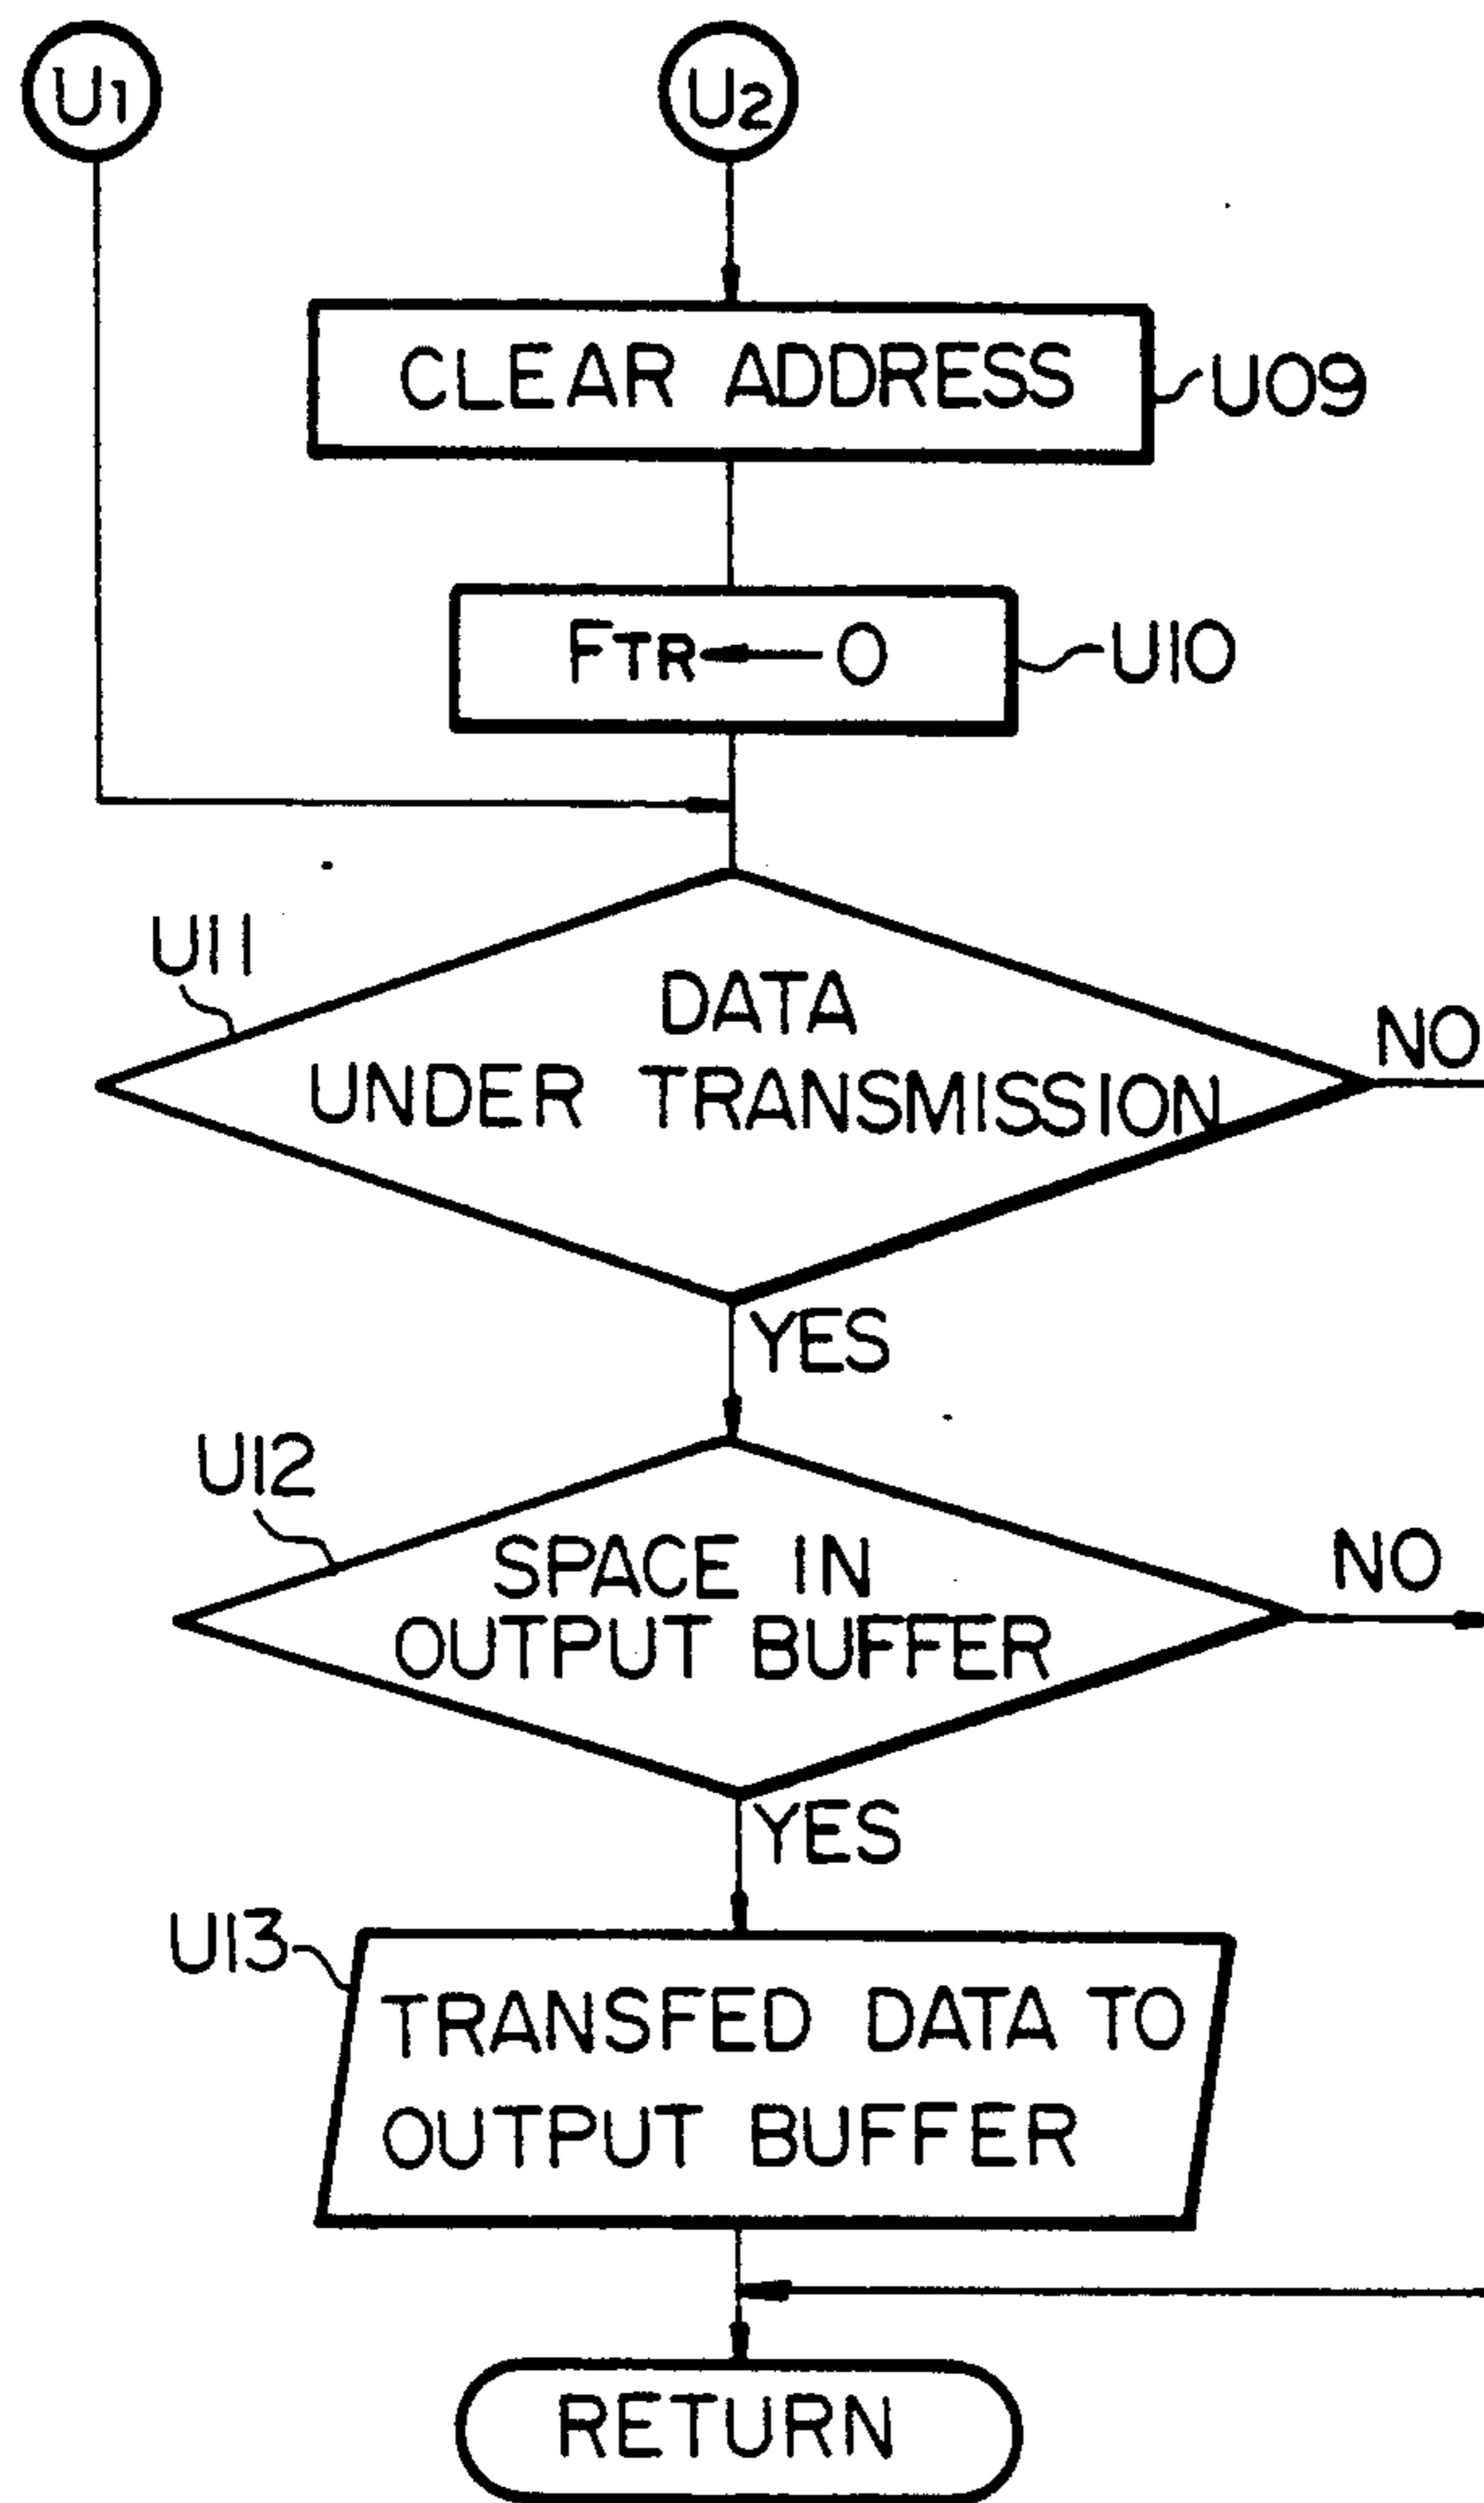 U1
U2
CLEAR ADDRESS
U09
FTR←0
U10
U11
DATA
UNDER TRANSMISSION
NO
YES
U12
SPACE IN
OUTPUT BUFFER
NO
YES
U13
TRANSFED DATA TO
OUTPUT BUFFER
RETURN